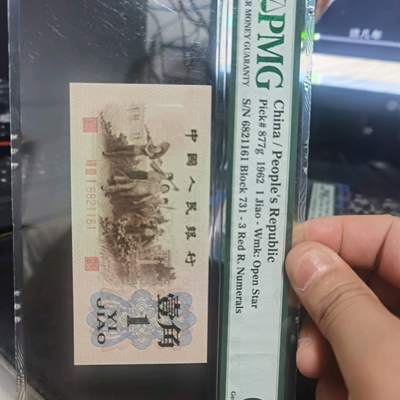 PMG
MONEY GUARANTY
China / People's Republic
Pick# 877g 1962 1 Jiao - Wmk: Open Star
S/N 6821161 Block 731 - 3 Red R. Numerals
中國人民銀行
6821161
壹角
1
YI JIAO